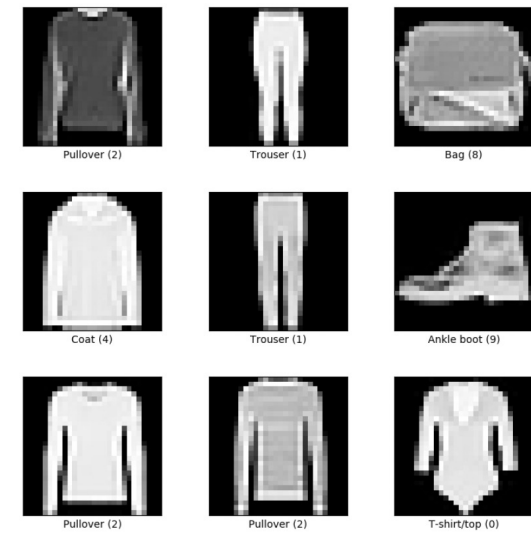 Pullover (2)
Trouser (1)
Bag (8)
Coat (4)
Trouser (1)
Ankle boot (9)
Pullover (2)
Pullover (2)
T-shirt/top (0)